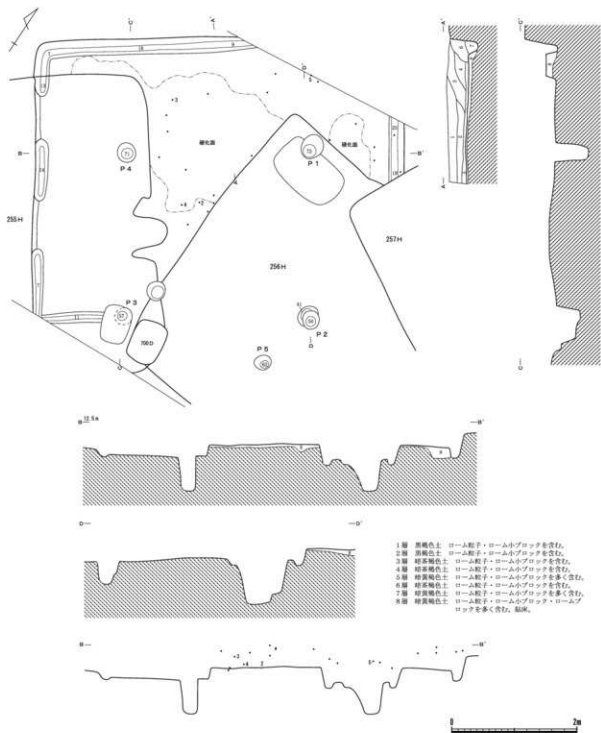 A'
C'
A'
C'
D'
硬化面
硬化面
B
B'
P 4
P 1
A
255H
257H
256H
P 3
P 2
D
P 5
C
700D
A
C
B 12.5m
B'
D
D'
1層 黒褐色土 ローム粒子・ローム小ブロックを含む。
2層 黒褐色土 ローム粒子・ローム小ブロックを含む。
3層 暗茶褐色土 ローム粒子・ローム小ブロックを含む。
4層 暗茶褐色土 ローム粒子・ローム小ブロックを含む。
5層 暗黄褐色土 ローム粒子・ローム小ブロックを多く含む。
6層 暗茶褐色土 ローム粒子・ローム小ブロックを含む。
7層 暗黄褐色土 ローム粒子・ローム小ブロックを多く含む。
8層 暗黄褐色土 ローム粒子・ローム小ブロック・ロームブ
ロックを多く含む。貼床。
B
B'
0
2m